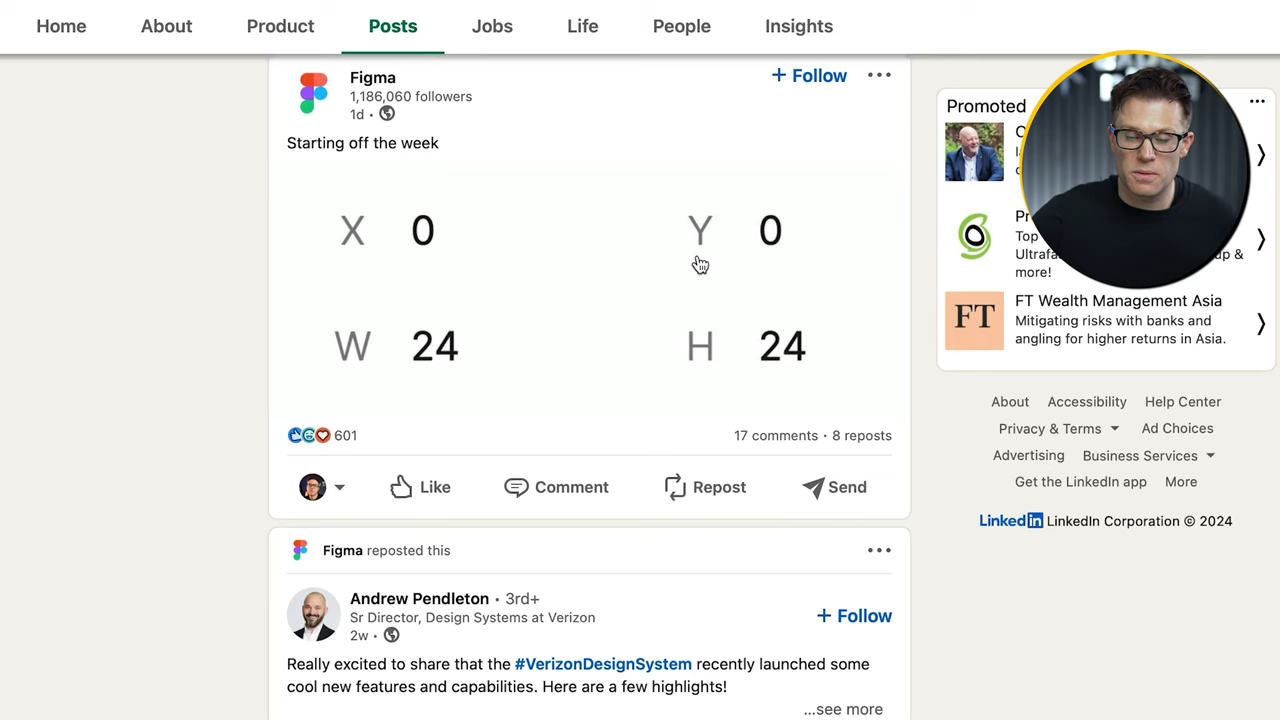 Home About Product Posts Jobs Life People Insights
Figma
+ Follow
1,186,060 followers
1d
Starting off the week
X 0 Y 0
W 24 H 24
601
17 comments • 8 reposts
Like Comment Repost Send
Figma reposted this
Andrew Pendleton • 3rd+
Sr Director, Design Systems at Verizon
+ Follow
2w
Really excited to share that the #VerizonDesignSystem recently launched some
cool new features and capabilities. Here are a few highlights!
...see more
Promoted
Top
more!
FT
FT Wealth Management Asia
Mitigating risks with banks and
angling for higher returns in Asia.
About Accessibility Help Center
Privacy & Terms Ad Choices
Advertising Business Services
Get the LinkedIn app More
LinkedIn LinkedIn Corporation © 2024